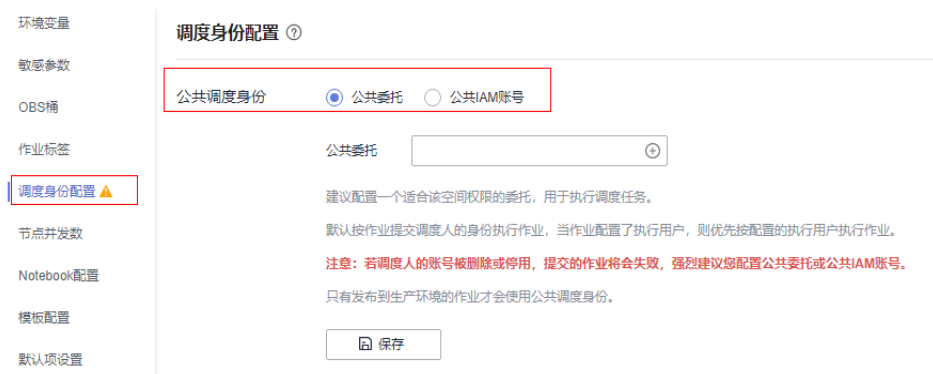 环境变量
敏感参数
OBS桶
作业标签
调度身份配置
节点并发数
Notebook配置
模板配置
默认项设置
调度身份配置
公共调度身份
公共委托
公共IAM账号
公共委托
建议配置一个适合该空间权限的委托，用于执行调度任务。
默认按作业提交调度人的身份执行作业，当作业配置了执行用户，则优先按配置的执行用户执行作业。
注意：若调度人的账号被删除或停用，提交的作业将会失败，强烈建议您配置公共委托或公共IAM账号。
只有发布到生产环境的作业才会使用公共调度身份。
保存